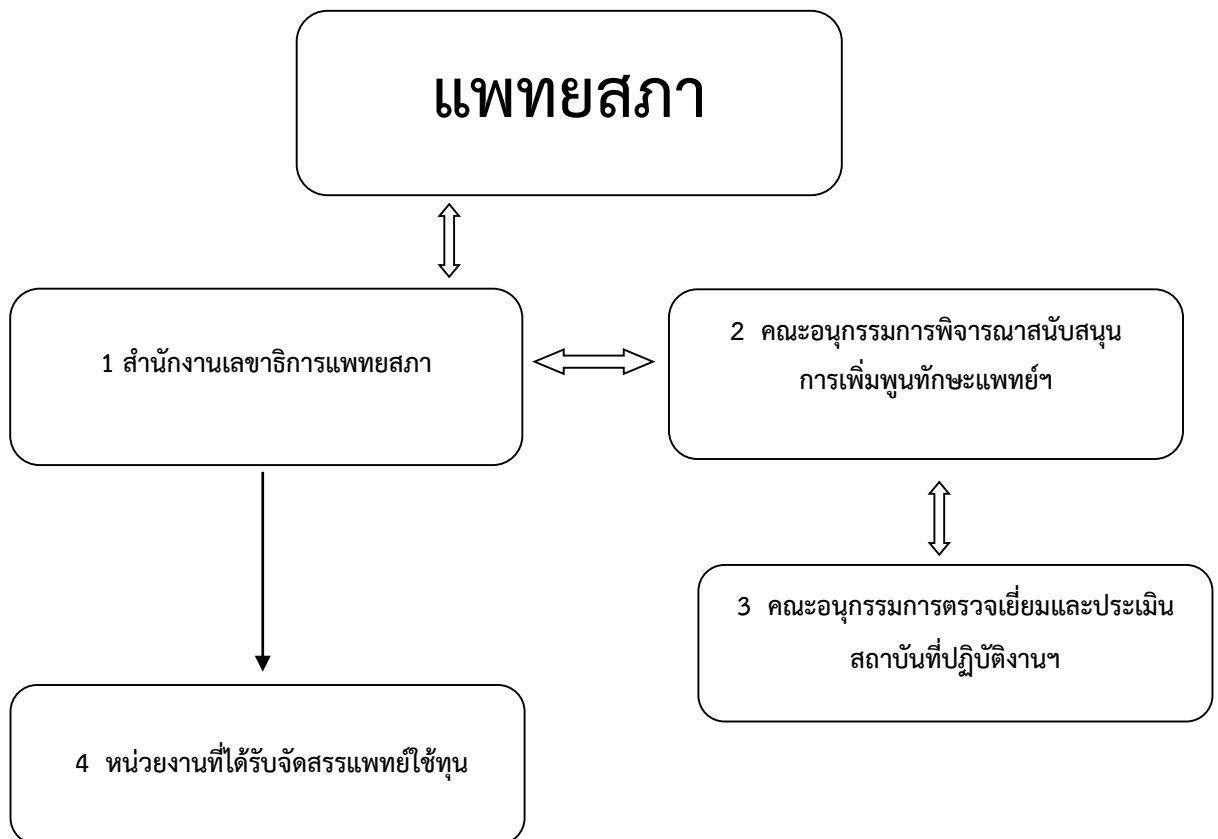 แพทยสภา
1 สำนักงานเลขาธิการแพทยสภา
2 คณะอนุกรรมการพิจารณาสนับสนุน
การเพิ่มพูนทักษะแพทย์ฯ
3 คณะอนุกรรมการตรวจเยี่ยมและประเมิน
สถาบันที่ปฏิบัติงานฯ
4 หน่วยงานที่ได้รับจัดสรรแพทย์ใช้ทุน